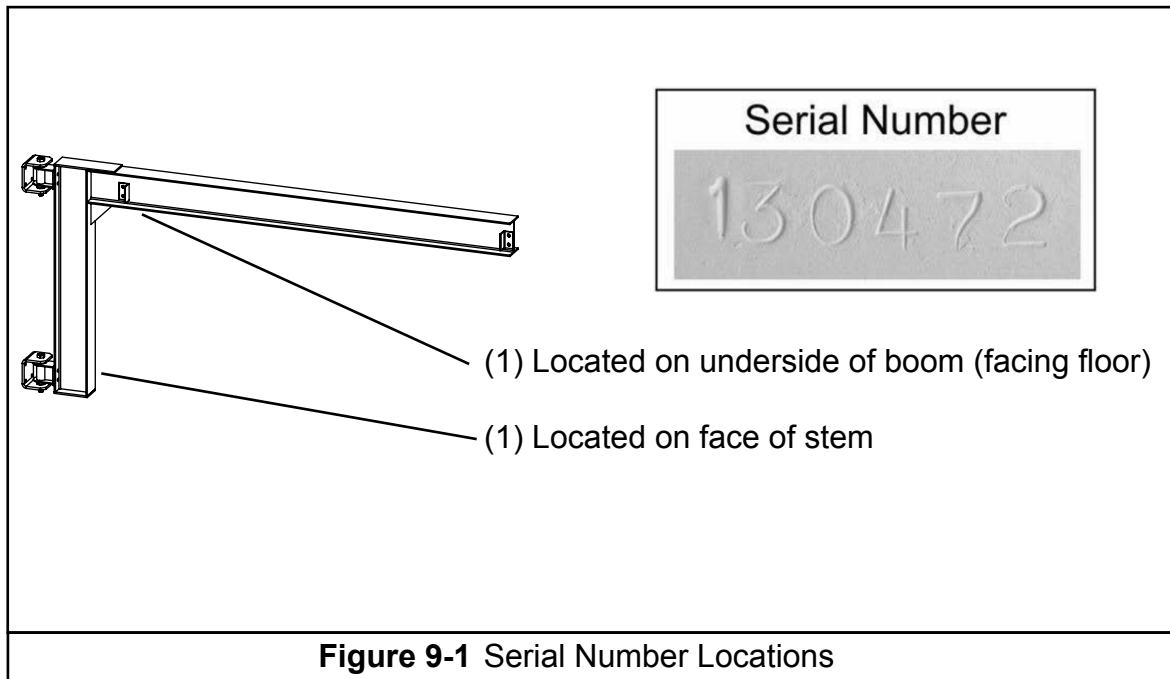 Serial Number
130472
(1) Located on underside of boom (facing floor)
(1) Located on face of stem
Figure 9-1 Serial Number Locations